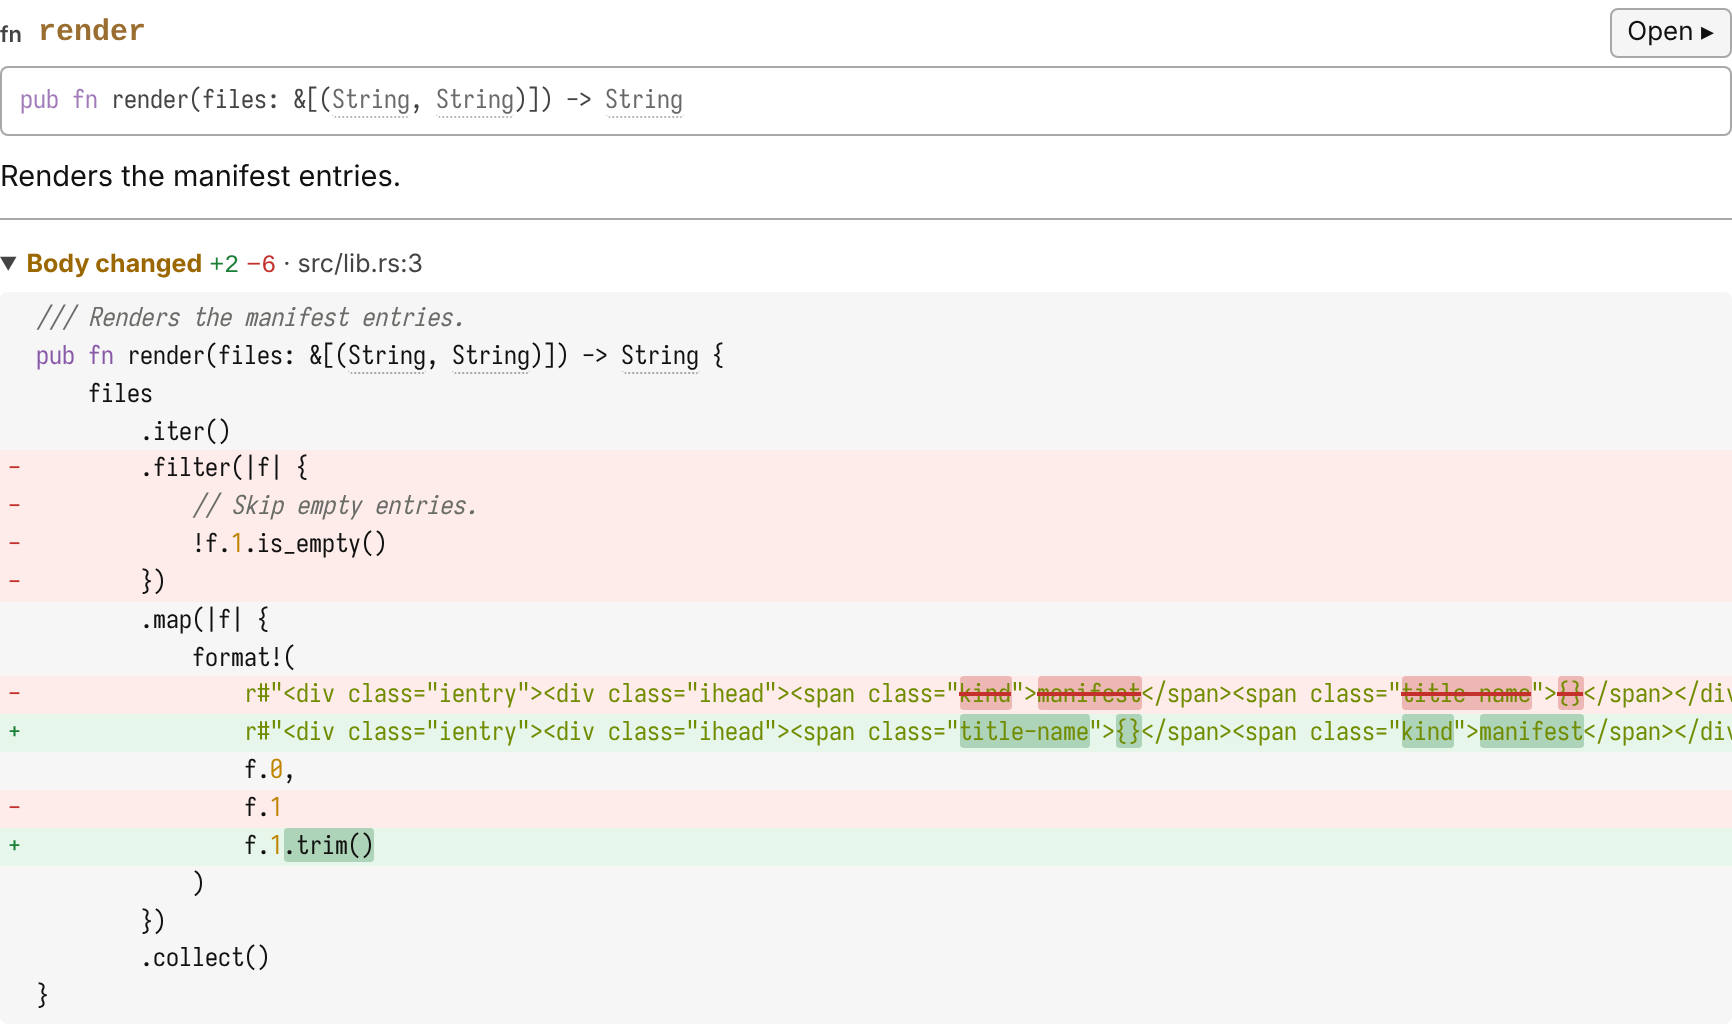 fn render
Open ▸
pub fn render(files: &[(String, String)]) -> String
Renders the manifest entries.
▼ Body changed +2 −6 · src/lib.rs:3
/// Renders the manifest entries.
pub fn render(files: &[(String, String)]) -> String {
files
.iter()
− .filter(|f| {
− // Skip empty entries.
− !f.1.is_empty()
− })
.map(|f| {
format!(
− r#"<div class="ientry"><div class="ihead"><span class="kind">manifest</span><span class="title-name">{}</span></div
+ r#"<div class="ientry"><div class="ihead"><span class="title-name">{}</span><span class="kind">manifest</span></div
f.0,
− f.1
+ f.1.trim()
)
})
.collect()
}